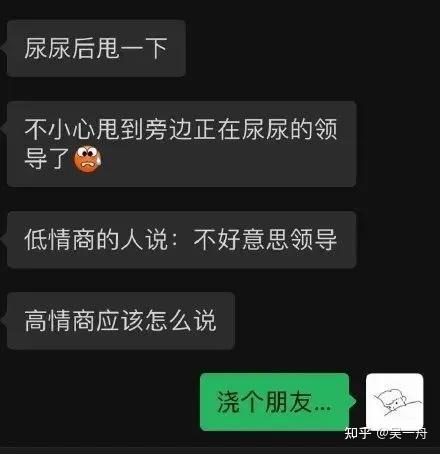 尿尿后甩一下
不小心甩到旁边正在尿尿的领
导了
低情商的人说：不好意思领导
高情商应该怎么说
浇个朋友...
知乎 @吴一舟